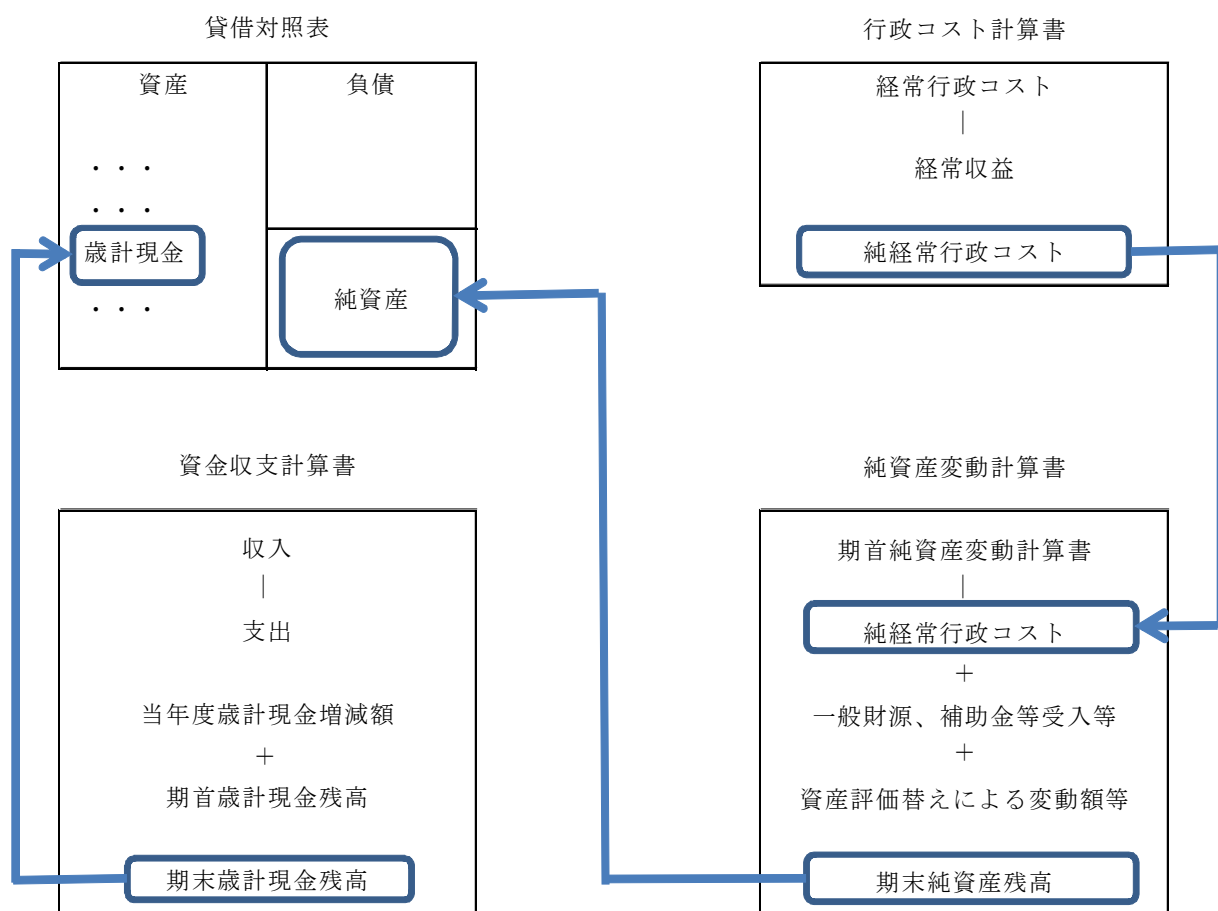 貸借対照表
資産
負債
・・・
・・・
歳計現金
・・・
純資産
行政コスト計算書
経常行政コスト
｜
経常収益
純経常行政コスト
資金収支計算書
収入
｜
支出
当年度歳計現金増減額
＋
期首歳計現金残高
期末歳計現金残高
純資産変動計算書
期首純資産変動計算書
｜
純経常行政コスト
＋
一般財源、補助金等受入等
＋
資産評価替えによる変動額等
期末純資産残高